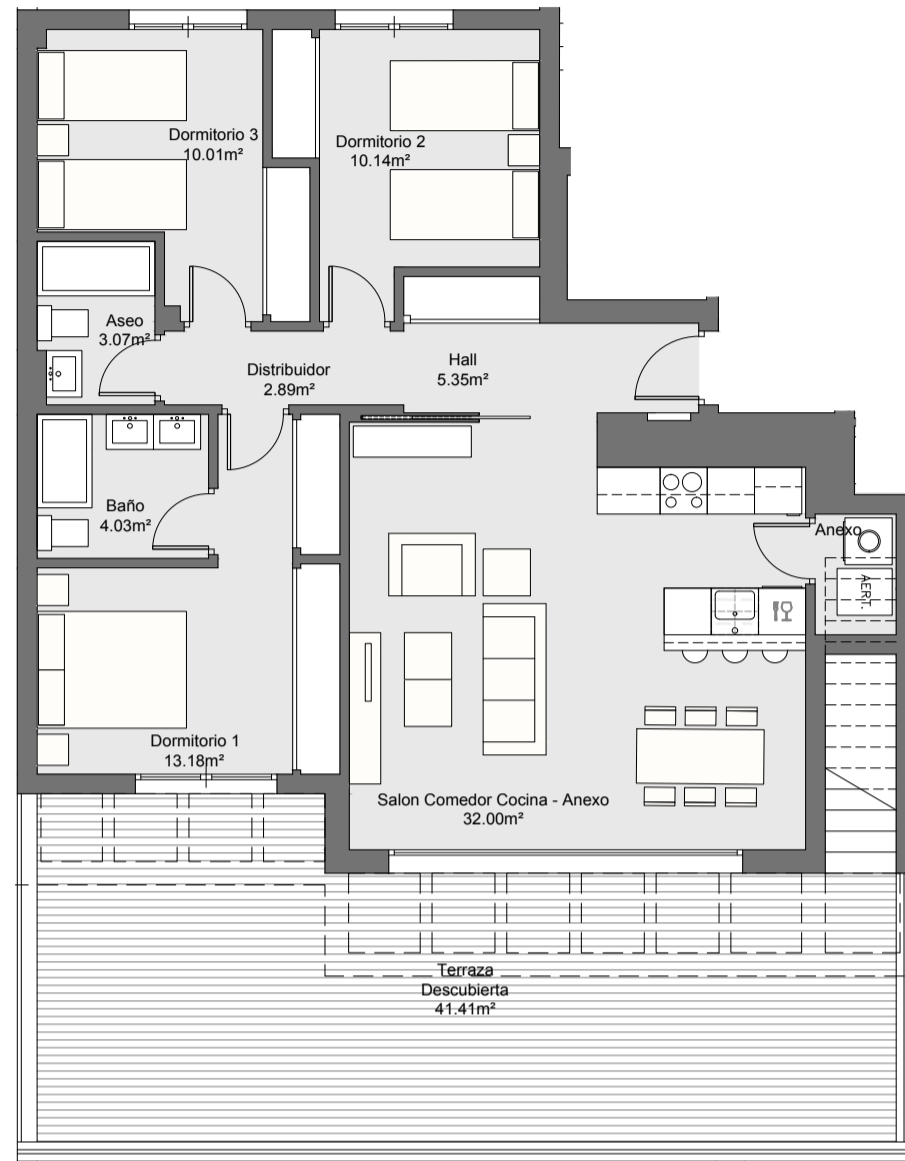 Dormitorio 3
10.01m²
Dormitorio 2
10.14m²
Aseo
3.07m²
Distribuidor
2.89m²
Hall
5.35m²
Baño
4.03m²
Anexo
AERT.
Dormitorio 1
13.18m²
Salon Comedor Cocina - Anexo
32.00m²
Terraza
Descubierta
41.41m²